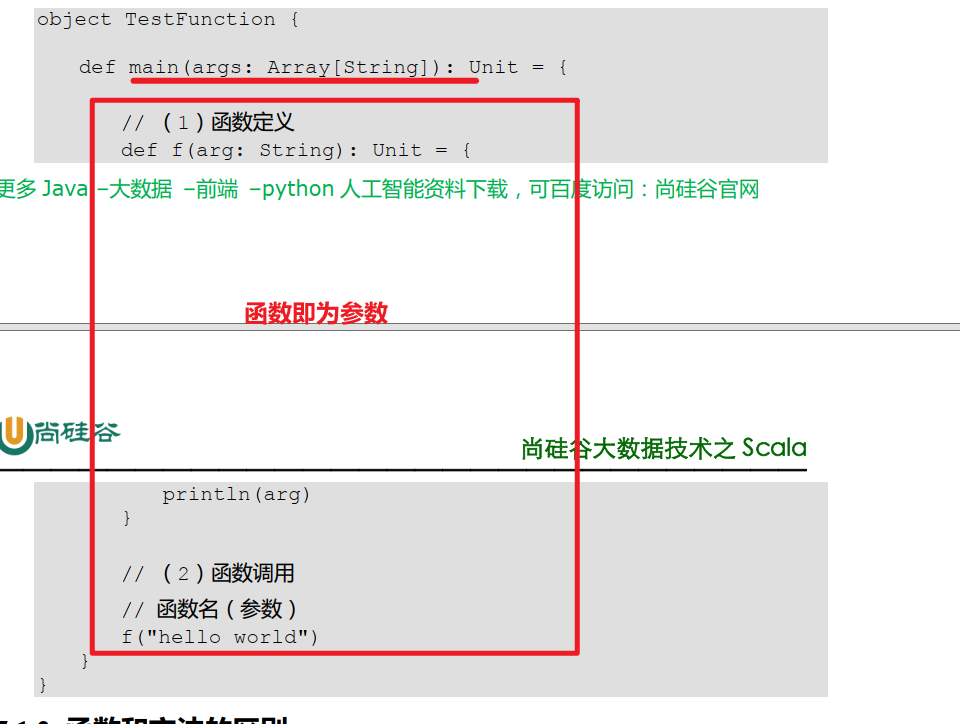 object TestFunction {
def main(args: Array[String]): Unit = {
// （1）函数定义
def f(arg: String): Unit = {
更多 Java –大数据 –前端 –python 人工智能资料下载，可百度访问：尚硅谷官网
函数即为参数
尚硅谷
尚硅谷大数据技术之 Scala
println(arg)
}
// （2）函数调用
// 函数名（参数）
f("hello world")
}
}
函数和方法的区别